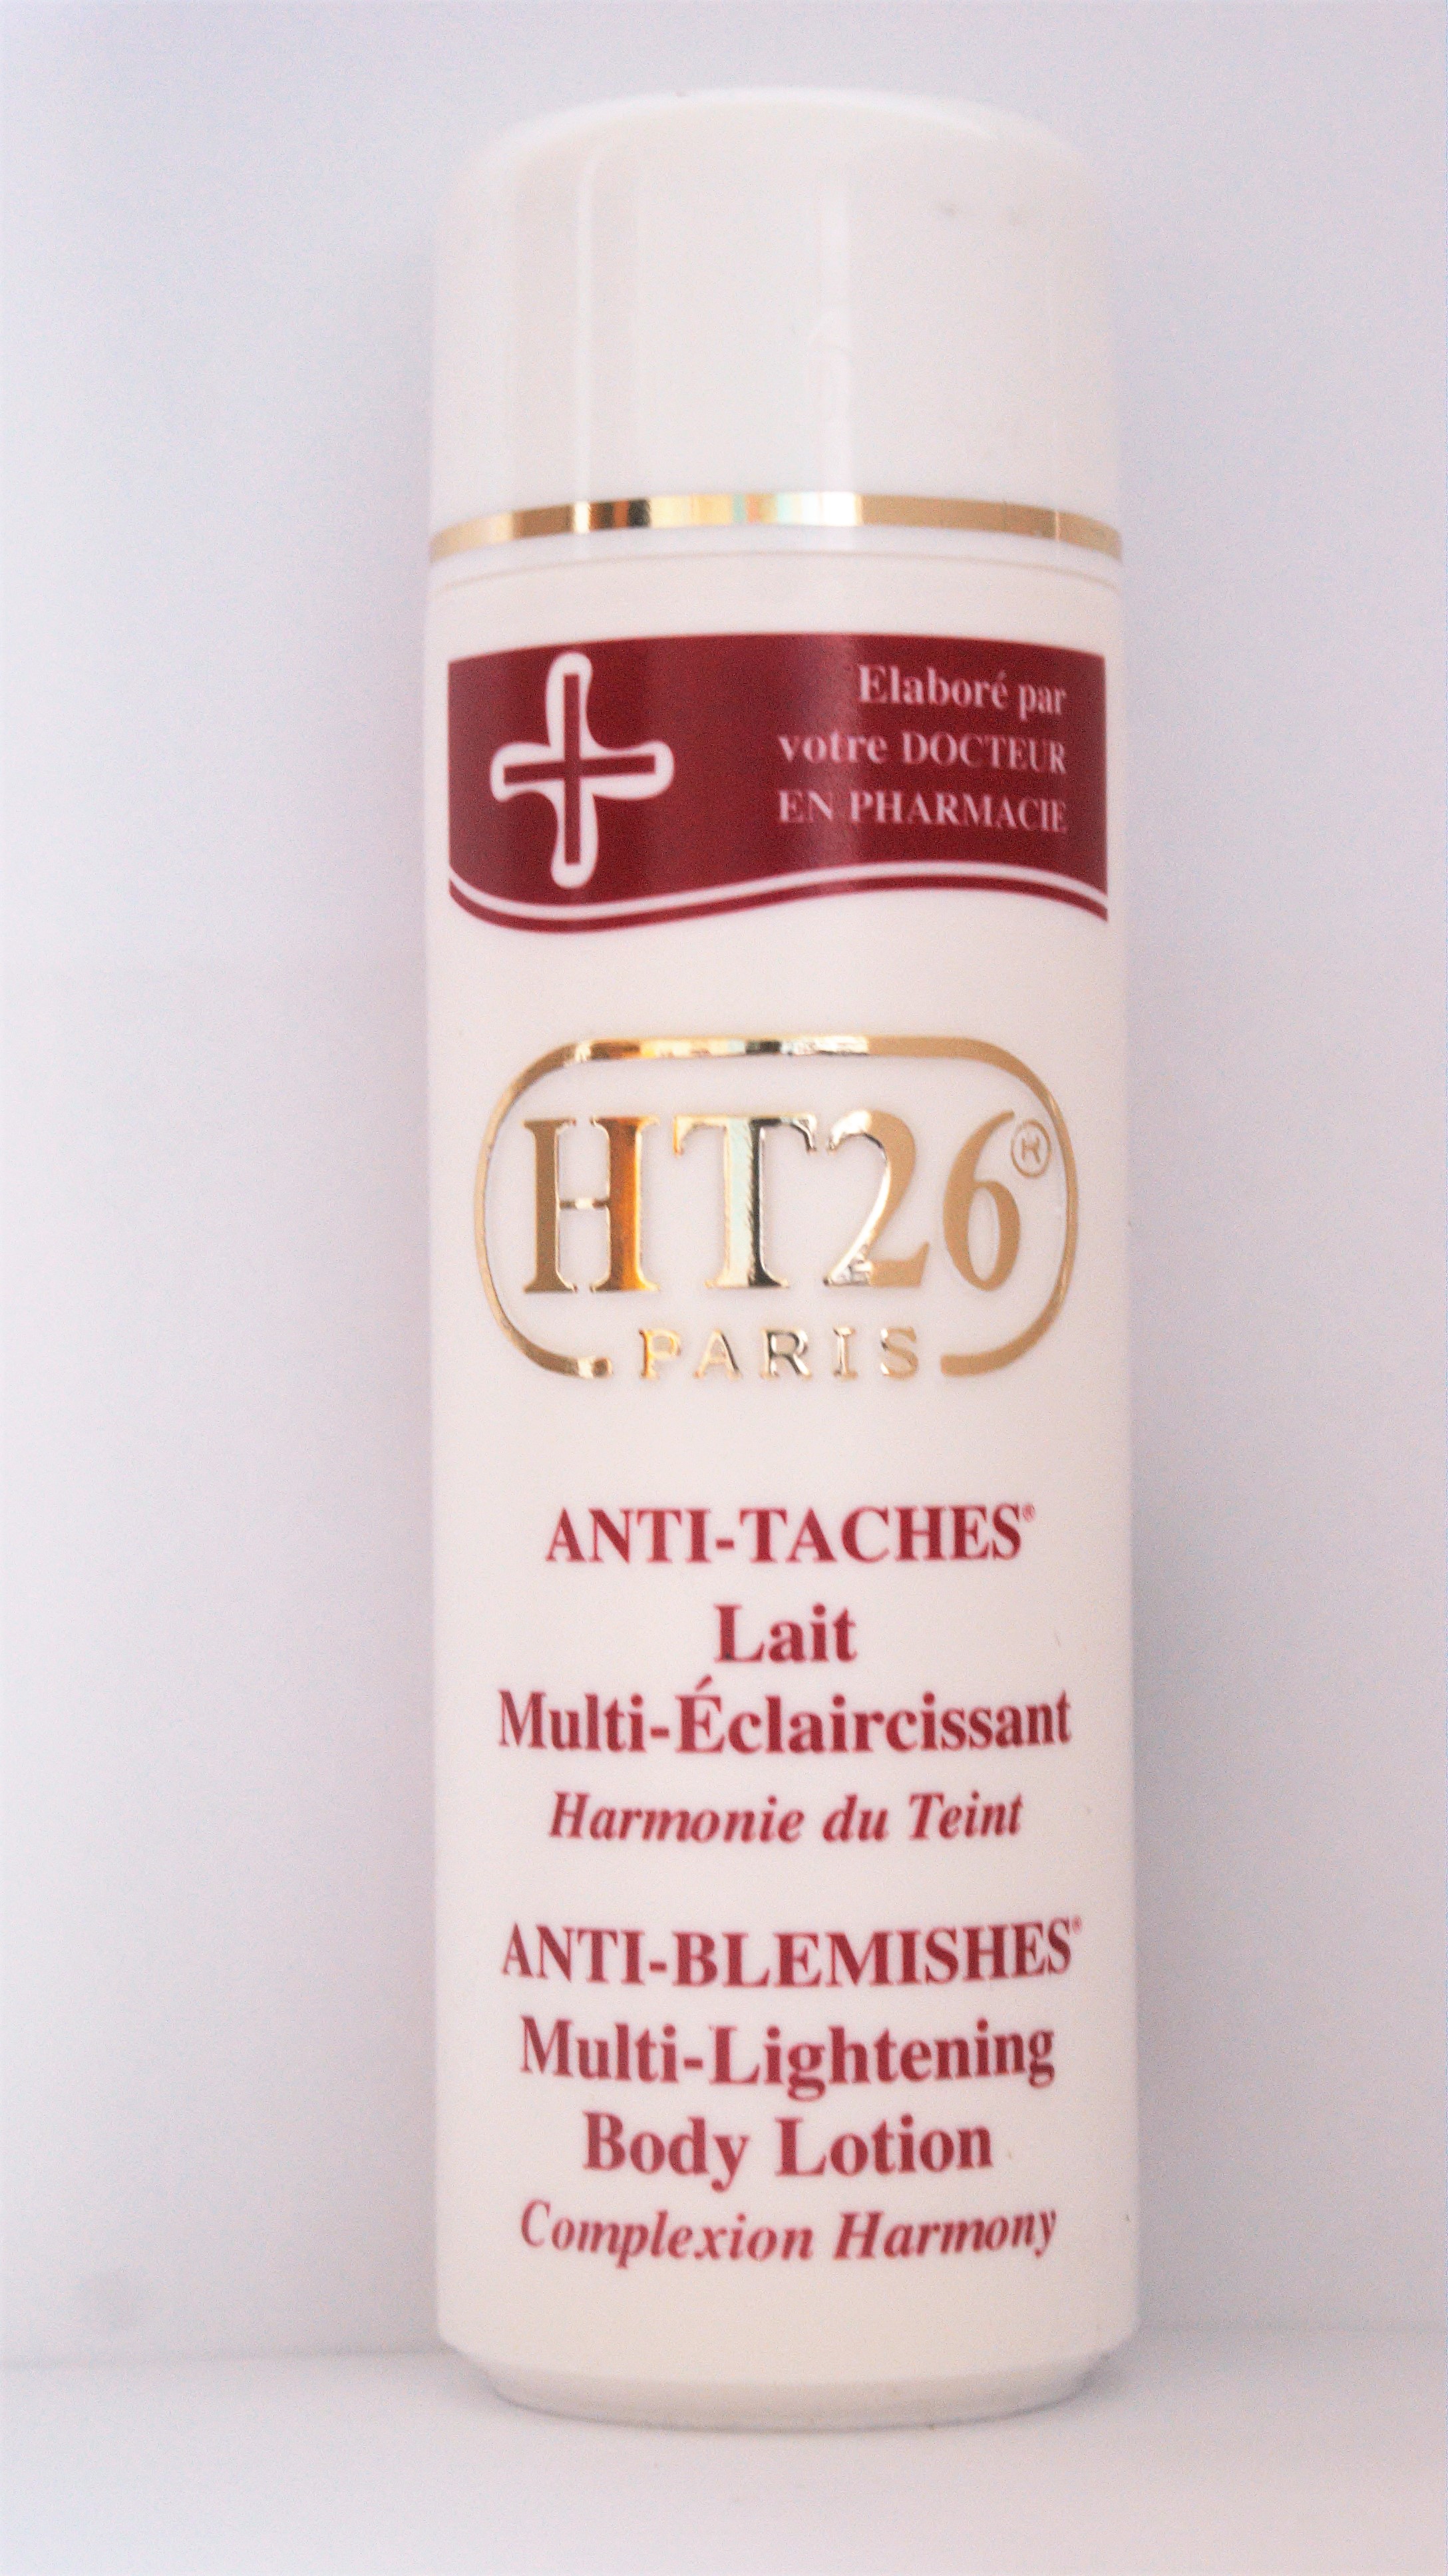 Elaboré par
votre DOCTEUR
EN PHARMACIE
HT26®
PARIS
ANTI-TACHES®
Lait
Multi-Éclaircissant
Harmonie du Teint
ANTI-BLEMISHES®
Multi-Lightening
Body Lotion
Complexion Harmony